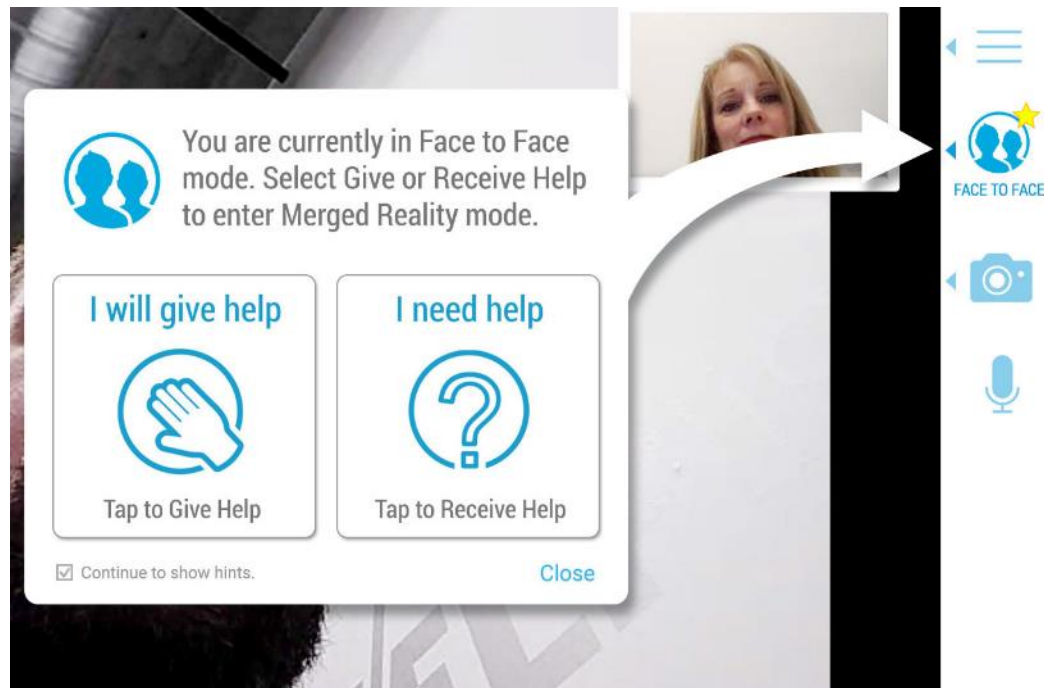 You are currently in Face to Face
mode. Select Give or Receive Help
to enter Merged Reality mode.
FACE TO FACE
I will give help
I need help
Tap to Give Help
Tap to Receive Help
Continue to show hints.
Close